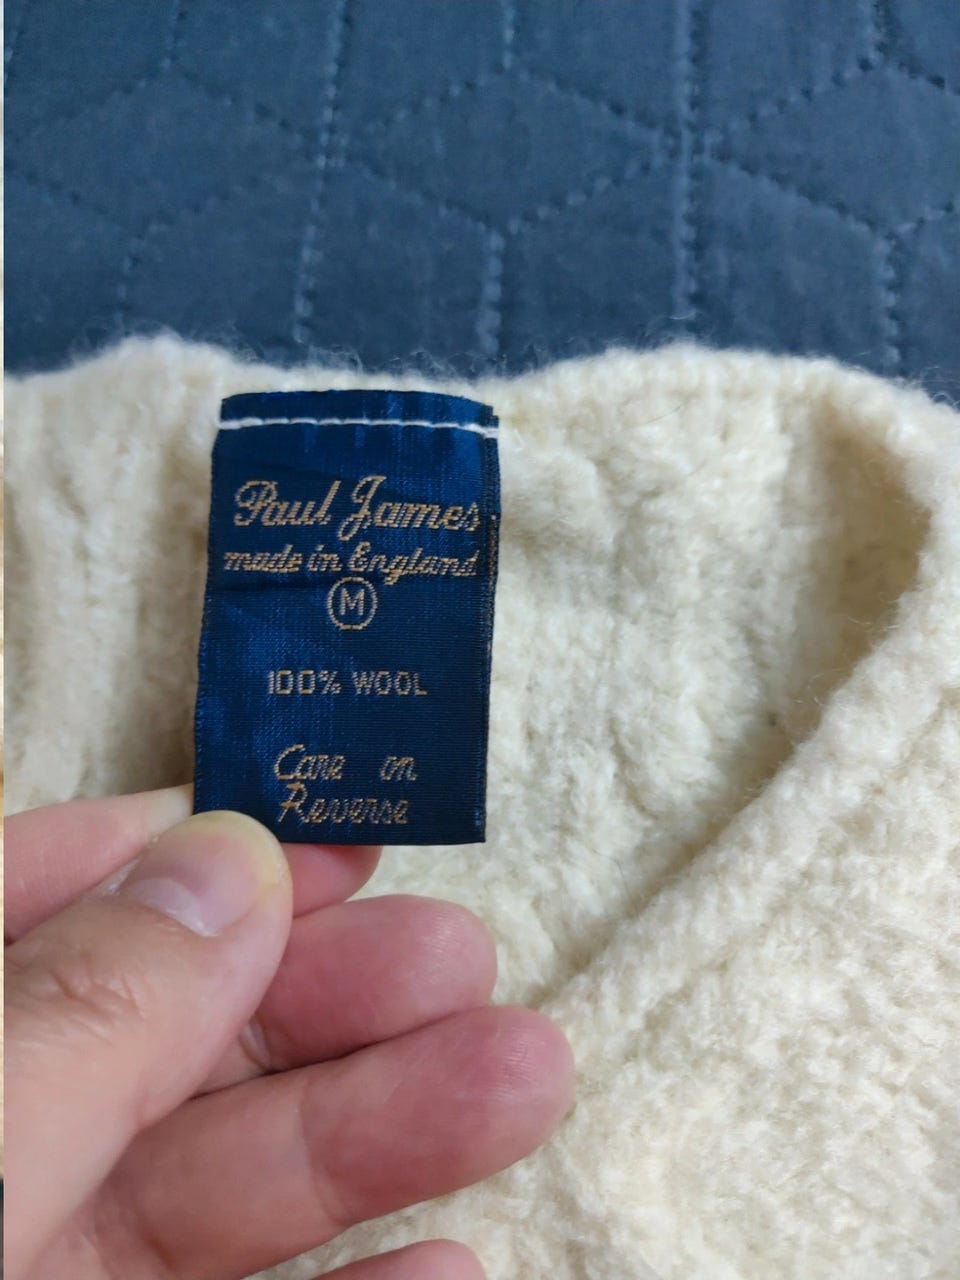 Paul James
made in England
M
100% WOOL
Care on
Reverse